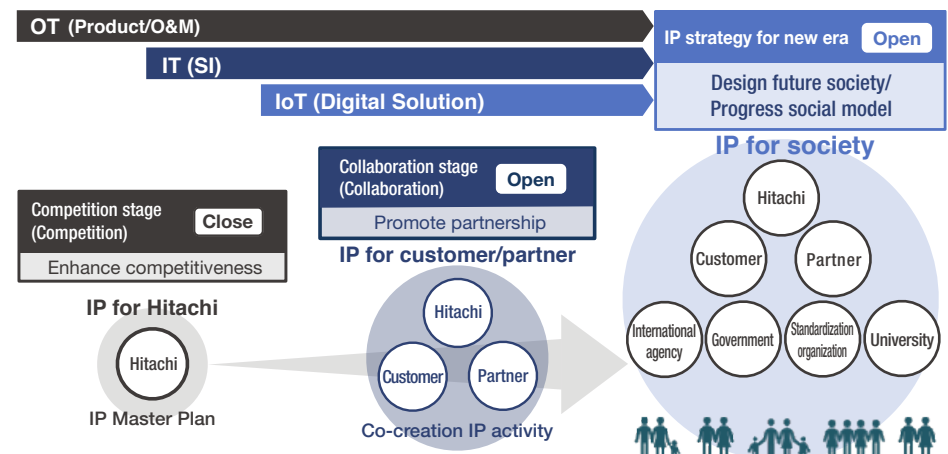 OT (Product/O&M)
IT (SI)
IoT (Digital Solution)
IP strategy for new era
Open
Design future society/
Progress social model
Competition stage
(Competition)
Close
Enhance competitiveness
IP for Hitachi
Hitachi
IP Master Plan
Collaboration stage
(Collaboration)
Open
Promote partnership
IP for customer/partner
Hitachi
Customer
Partner
Co-creation IP activity
IP for society
Hitachi
Customer
Partner
International
agency
Government
Standardization
organization
University